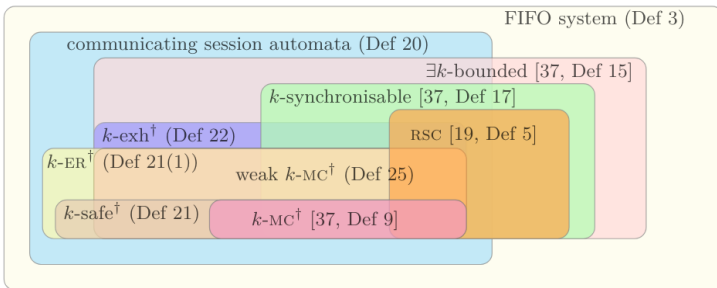 FIFO system (Def 3)
communicating session automata (Def 20)
∃k-bounded [37, Def 15]
k-synchronisable [37, Def 17]
k-exh† (Def 22)
RSC [19, Def 5]
k-ER† (Def 21(1))
weak k-MC† (Def 25)
k-safe† (Def 21)
k-MC† [37, Def 9]